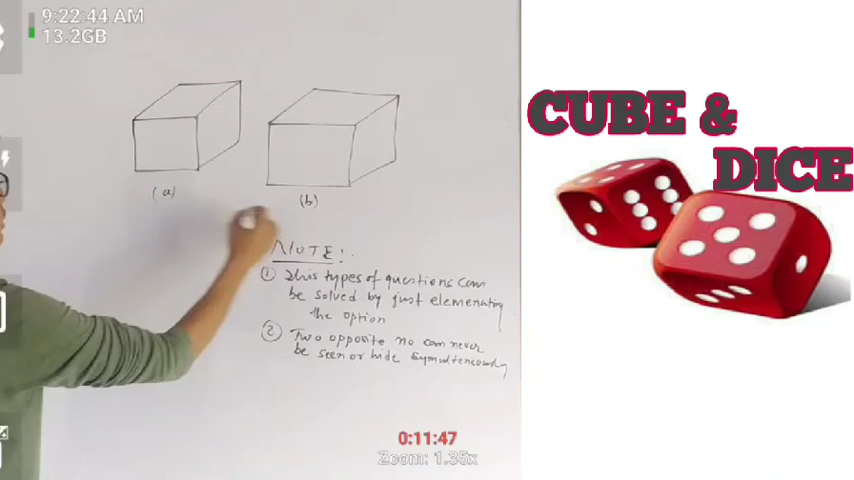 9:22:44 AM
13.2GB
CUBE &
DICE
(a)
(b)
NOTE:
① This types of questions can
be solved by just elemenating
the option
② Two opposite no can never
be seen or hide symulteneously
0:11:47
Zoom: 1.35x